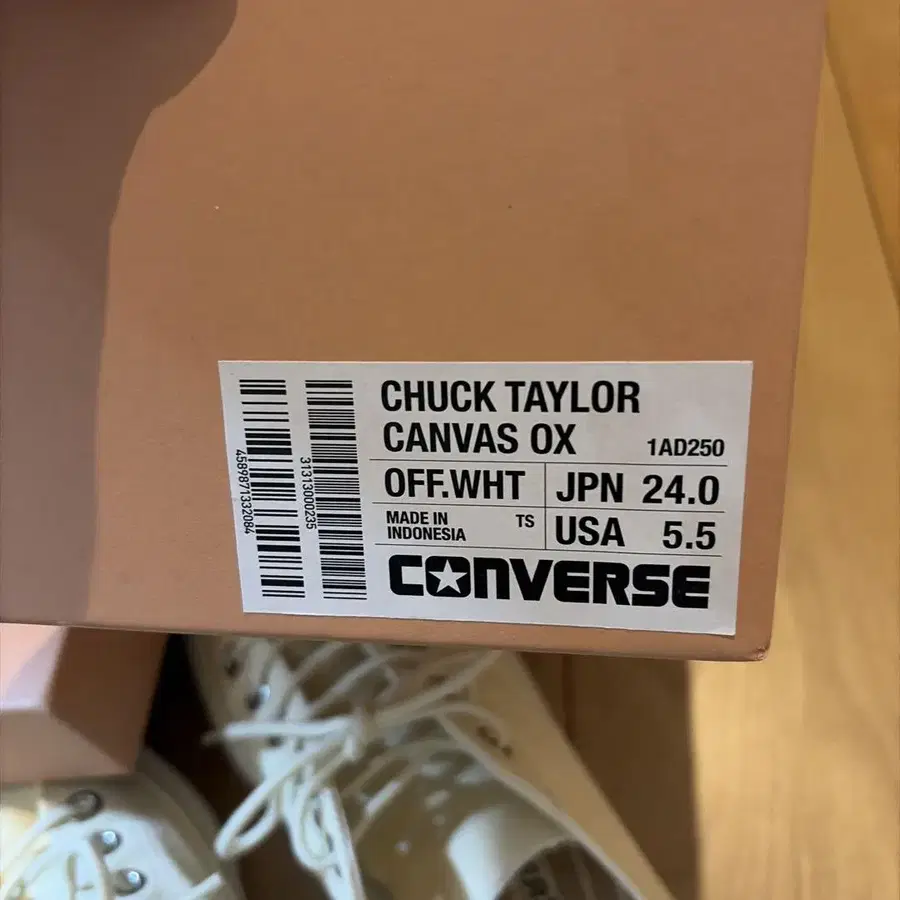 CHUCK TAYLOR
CANVAS OX 1AD250
OFF.WHT JPN 24.0
MADE IN INDONESIA TS USA 5.5
CONVERSE
4589871332084
31313000235